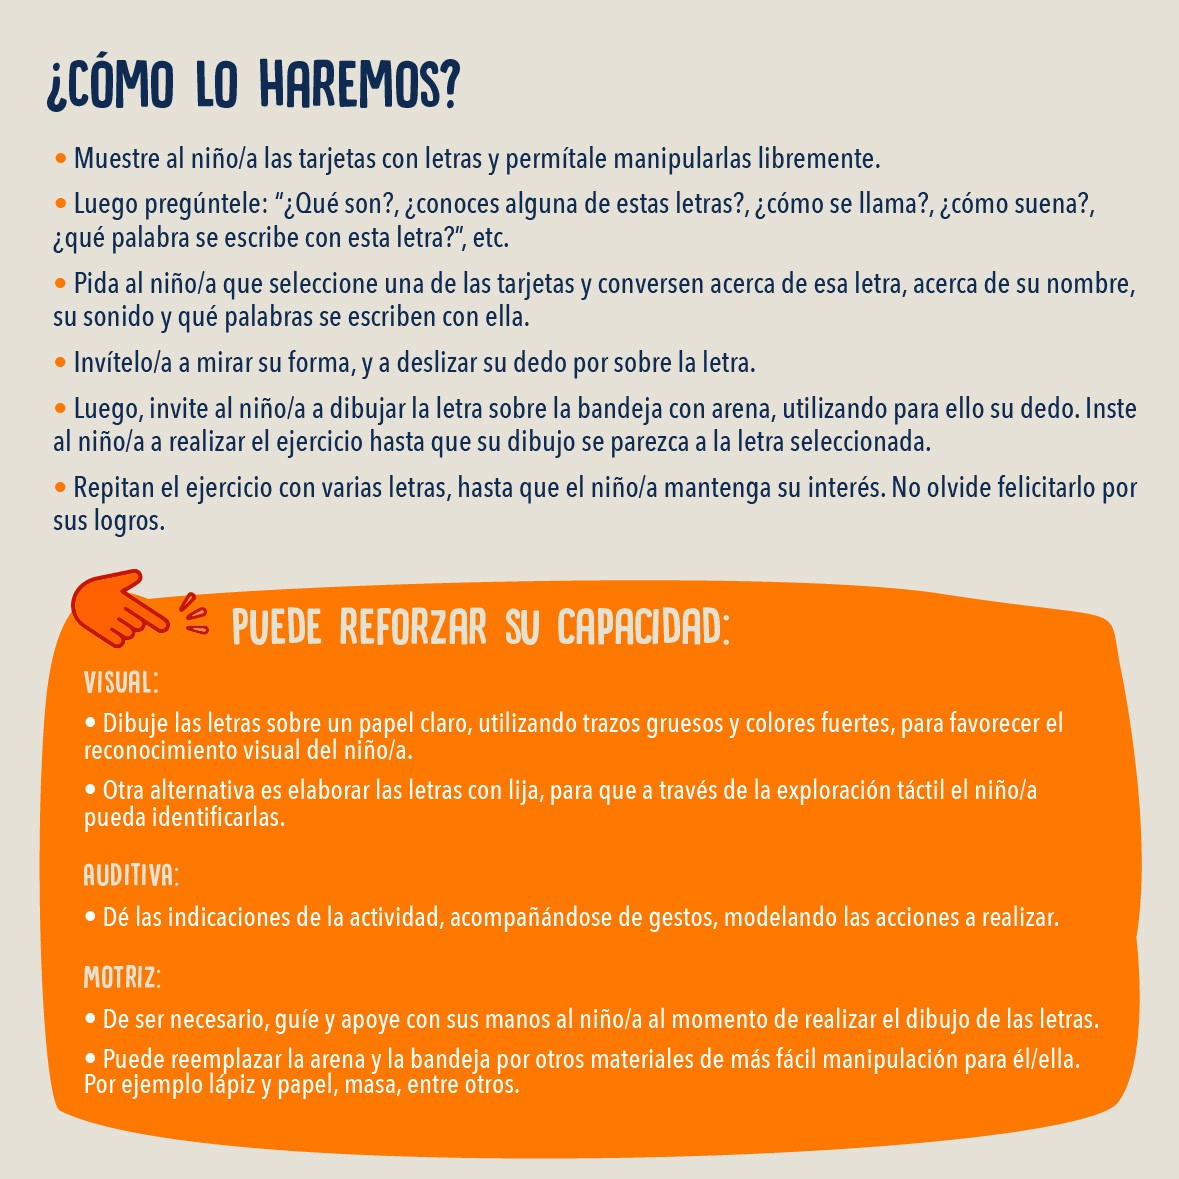 ¿CÓMO LO HAREMOS?
• Muestre al niño/a las tarjetas con letras y permítale manipularlas libremente.
• Luego pregúntele: “¿Qué son?, ¿conoces alguna de estas letras?, ¿cómo se llama?, ¿cómo suena?,
¿qué palabra se escribe con esta letra?”, etc.
• Pida al niño/a que seleccione una de las tarjetas y conversen acerca de esa letra, acerca de su nombre,
su sonido y qué palabras se escriben con ella.
• Invítelo/a a mirar su forma, y a deslizar su dedo por sobre la letra.
• Luego, invite al niño/a a dibujar la letra sobre la bandeja con arena, utilizando para ello su dedo. Inste
al niño/a a realizar el ejercicio hasta que su dibujo se parezca a la letra seleccionada.
• Repitan el ejercicio con varias letras, hasta que el niño/a mantenga su interés. No olvide felicitarlo por
sus logros.
PUEDE REFORZAR SU CAPACIDAD:
VISUAL:
• Dibuje las letras sobre un papel claro, utilizando trazos gruesos y colores fuertes, para favorecer el
reconocimiento visual del niño/a.
• Otra alternativa es elaborar las letras con lija, para que a través de la exploración táctil el niño/a
pueda identificarlas.
AUDITIVA:
• Dé las indicaciones de la actividad, acompañándose de gestos, modelando las acciones a realizar.
MOTRIZ:
• De ser necesario, guíe y apoye con sus manos al niño/a al momento de realizar el dibujo de las letras.
• Puede reemplazar la arena y la bandeja por otros materiales de más fácil manipulación para él/ella.
Por ejemplo lápiz y papel, masa, entre otros.